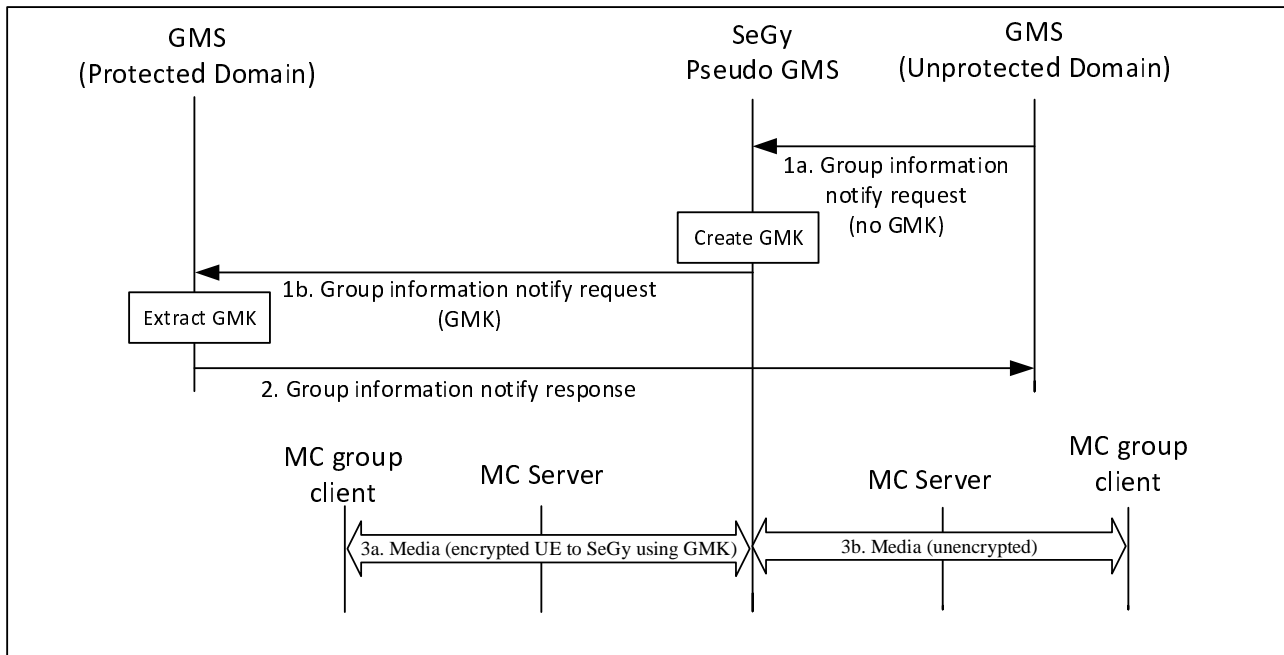 GMS
(Protected Domain)
SeGy
Pseudo GMS
GMS
(Unprotected Domain)
1a. Group information
notify request
(no GMK)
Create GMK
1b. Group information notify request
(GMK)
Extract GMK
2. Group information notify response
MC group
client
MC Server
MC Server
MC group
client
3a. Media (encrypted UE to SeGy using GMK)
3b. Media (unencrypted)